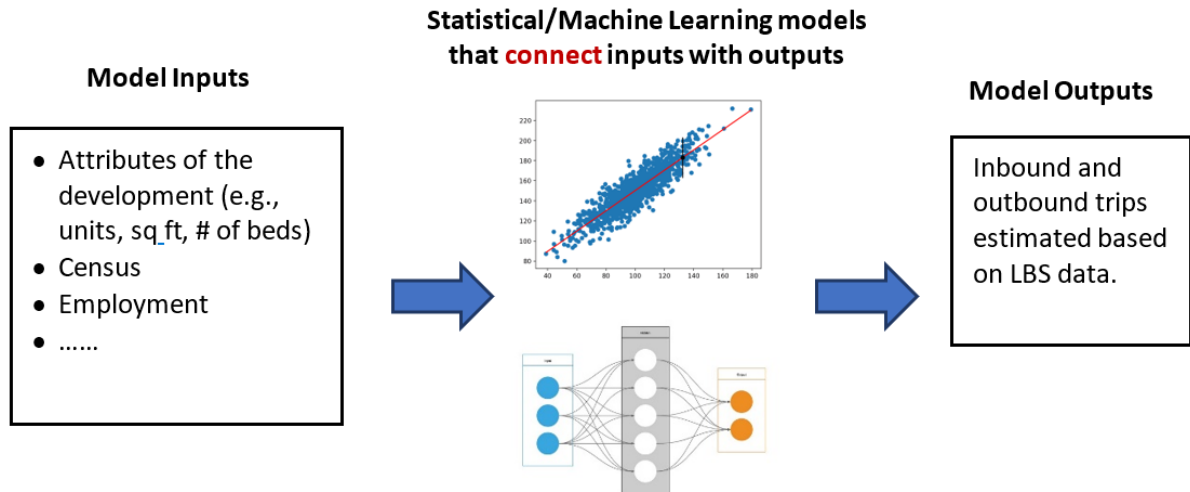 Statistical/Machine Learning models
that connect inputs with outputs
Model Inputs
● Attributes of the
development (e.g.,
units, sq ft, # of beds)
● Census
● Employment
● ......
220
200
180
160
140
120
100
80
40
60
80
100
120
140
160
180
Model Outputs
Inbound and
outbound trips
estimated based
on LBS data.